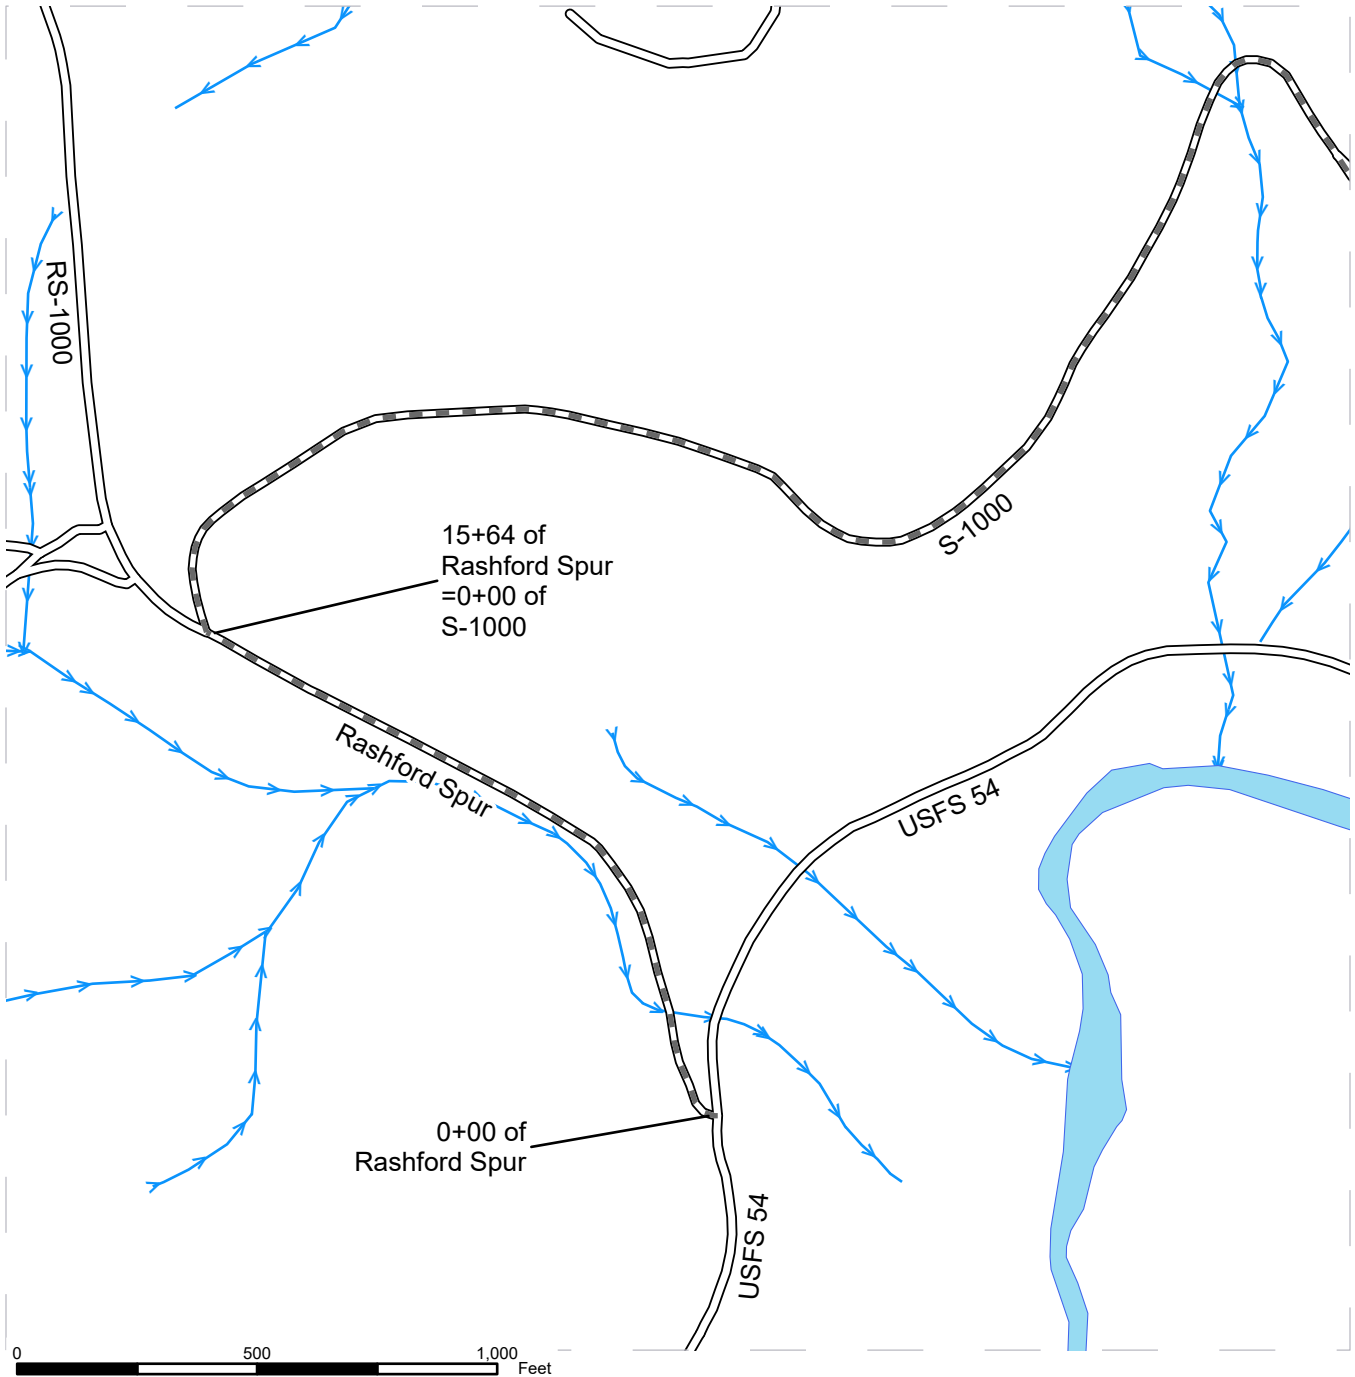 RS-1000
15+64 of
Rashford Spur
=0+00 of
S-1000
S-1000
Rashford Spur
USFS 54
0+00 of
Rashford Spur
USFS 54
0 500 1,000
Feet